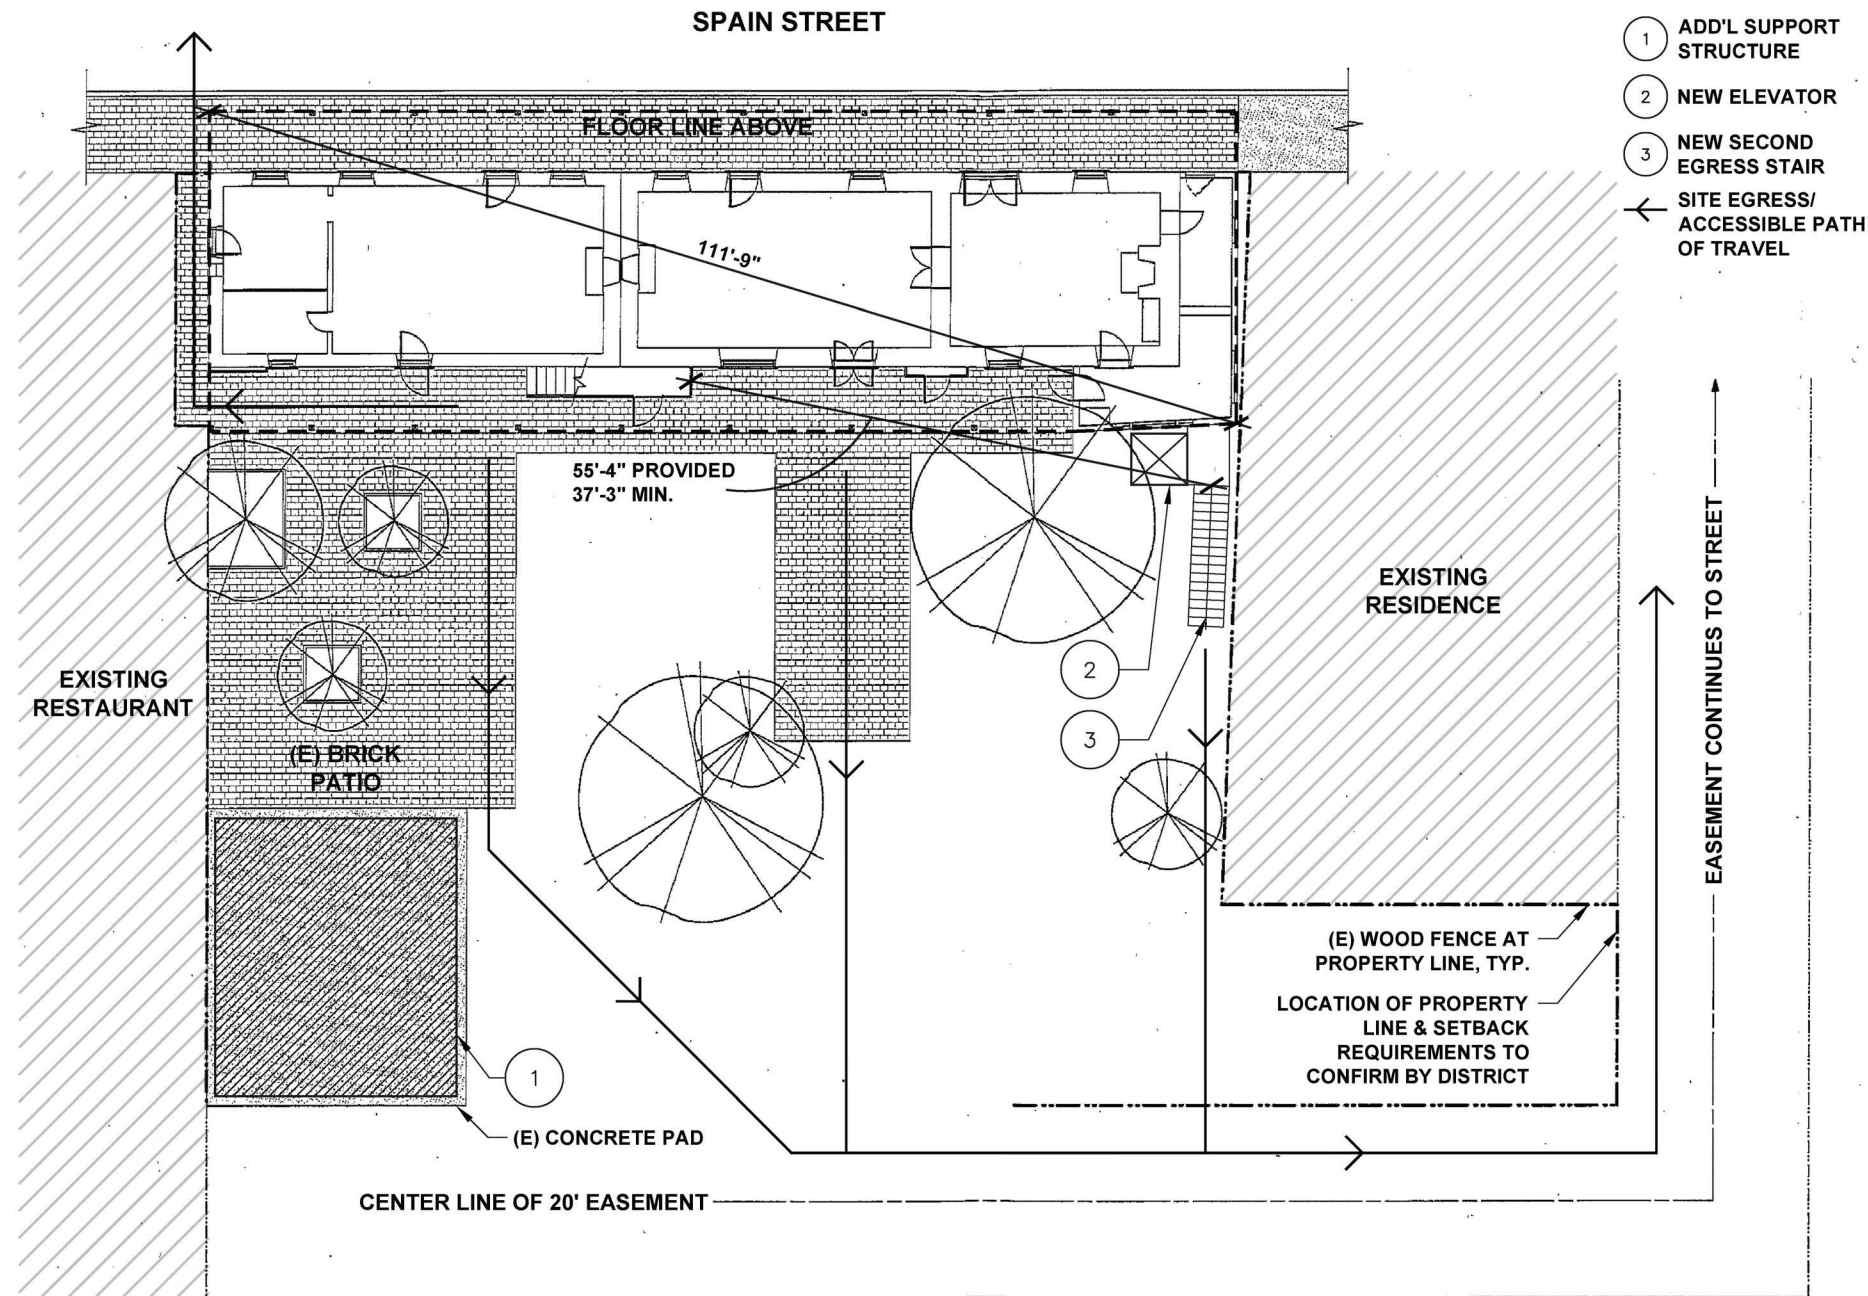 SPAIN STREET
1
ADD'L SUPPORT
STRUCTURE
2
NEW ELEVATOR
3
NEW SECOND
EGRESS STAIR
SITE EGRESS/
ACCESSIBLE PATH
OF TRAVEL
FLOOR LINE ABOVE
111'-9"
55'-4" PROVIDED
37'-3" MIN.
EXISTING
RESTAURANT
(E) BRICK
PATIO
2
3
EXISTING
RESIDENCE
EASEMENT CONTINUES TO STREET
(E) WOOD FENCE AT
PROPERTY LINE, TYP.
LOCATION OF PROPERTY
LINE & SETBACK
REQUIREMENTS TO
CONFIRM BY DISTRICT
1
(E) CONCRETE PAD
CENTER LINE OF 20' EASEMENT